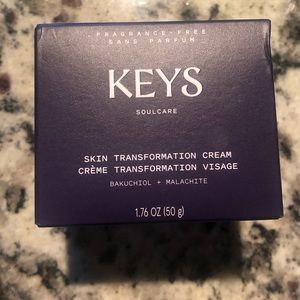 FRAGRANCE-FREE
SANS PARFUM
KEYS
SOULCARE
SKIN TRANSFORMATION CREAM
CRÈME TRANSFORMATION VISAGE
BAKUCHIOL + MALACHITE
1.76 OZ (50 g)